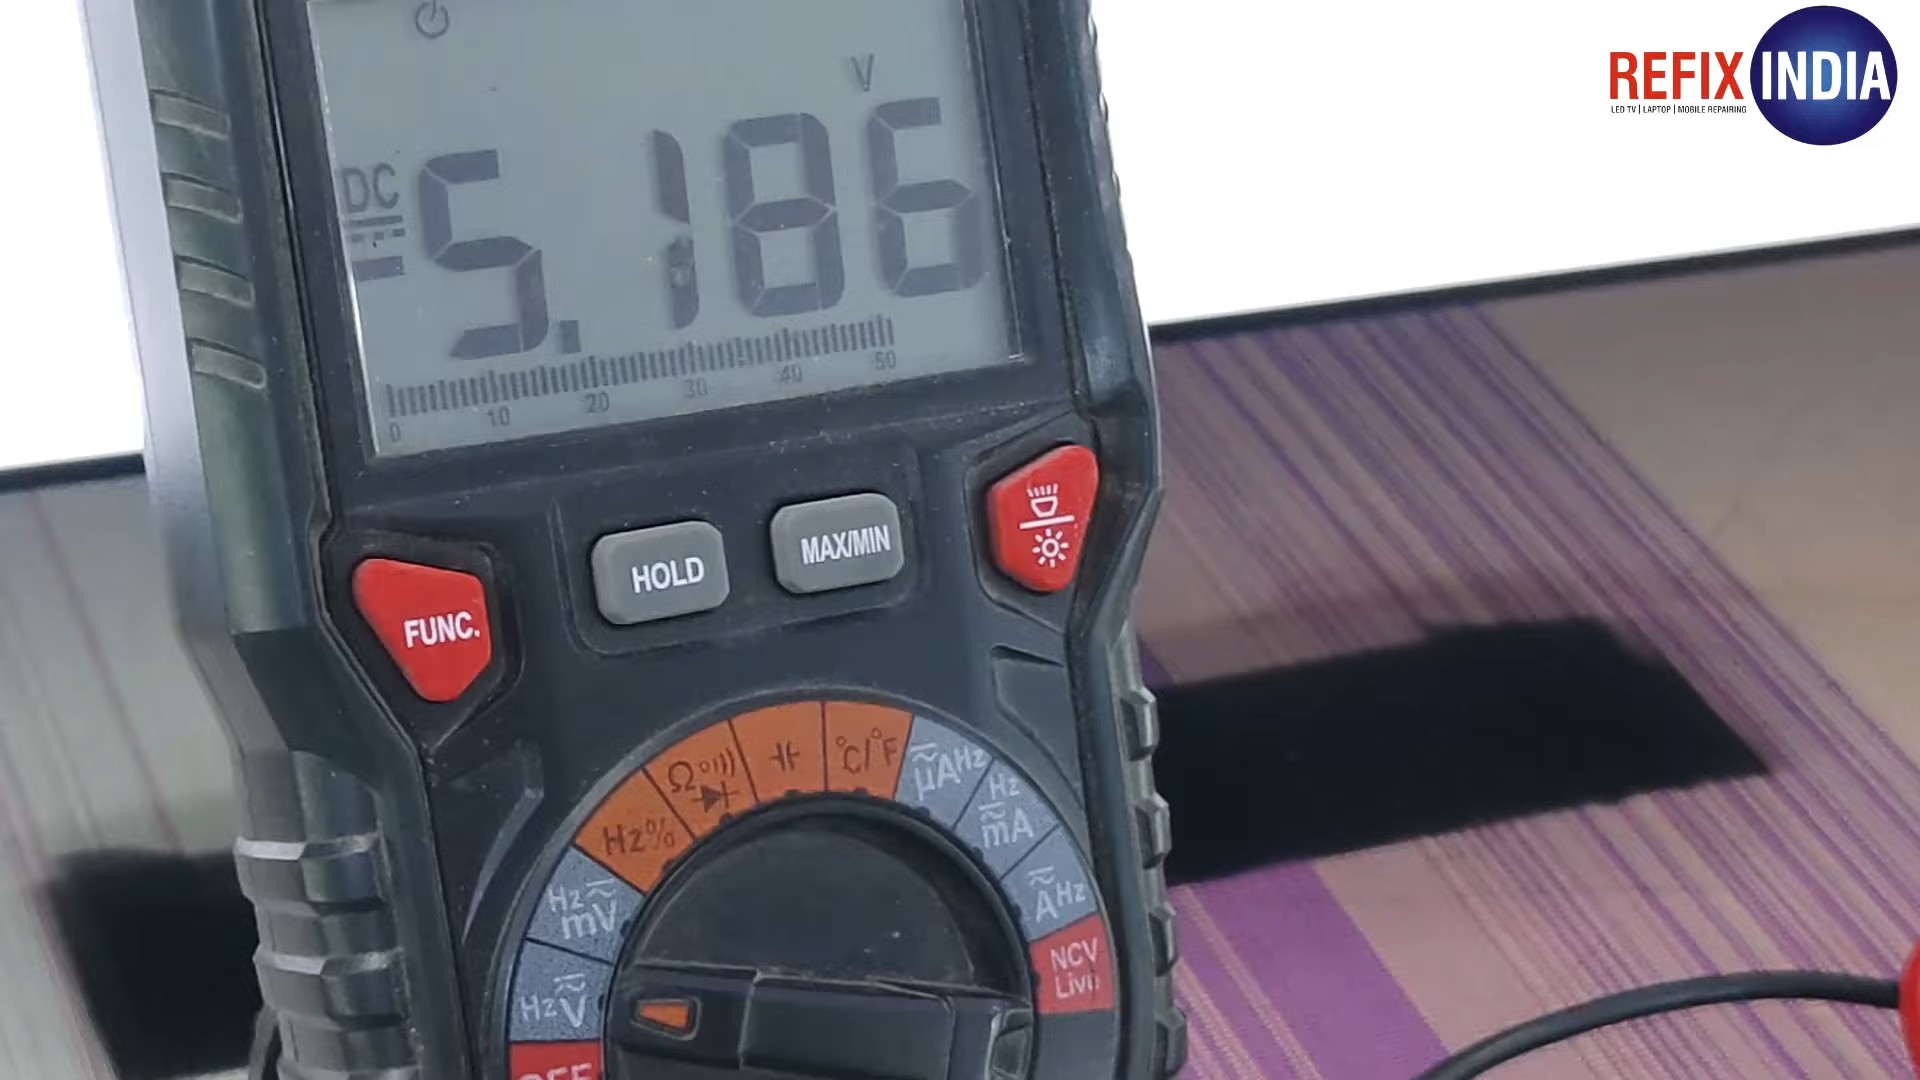 REFIX INDIA
LED TV | LAPTOP | MOBILE REPAIRING
V
DC
-5.186
0 10 20 30 40 50
FUNC.
HOLD
MAX/MIN
Hz V
Hz mV
Hz%
Ω
°C/°F
µA Hz
Hz mA
A Hz
NCV
Live
OFF